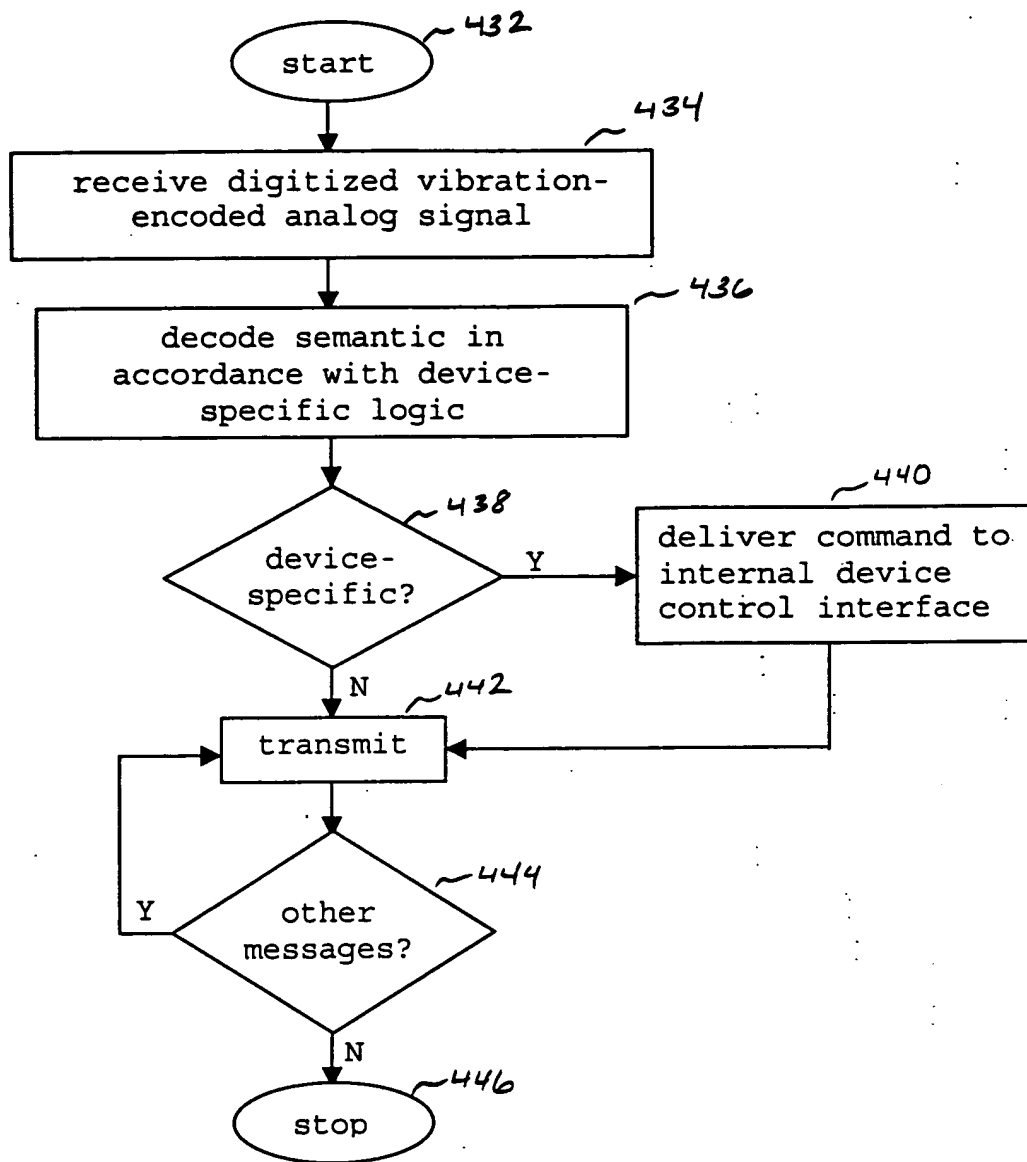 432
start
434
receive digitized vibration-
encoded analog signal
436
decode semantic in
accordance with device-
specific logic
438
device-
specific?
Y
440
deliver command to
internal device
control interface
N
442
transmit
444
other
messages?
Y
N
446
stop